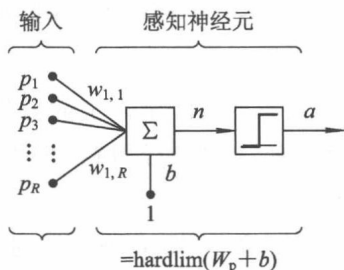 输入 感知神经元
p1 w1,1
p2
p3 Σ n a
⋮ ⋮
pR w1,R b
1
=hardlim(Wp+b)